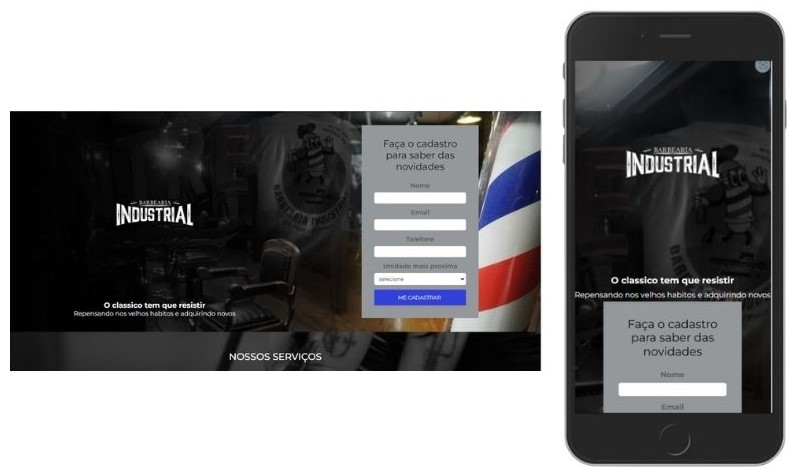 BARBEARIA
INDUSTRIAL
O classico tem que resistir
Repensando nos velhos habitos e adquirindo novos
Faça o cadastro
para saber das
novidades
Nome
Email
Telefone
Unidade mais proxima
selecione
ME CADASTRAR
NOSSOS SERVIÇOS
BARBEARIA
INDUSTRIAL
O classico tem que resistir
Repensando nos velhos habitos e adquirindo novos
Faça o cadastro
para saber das
novidades
Nome
Email